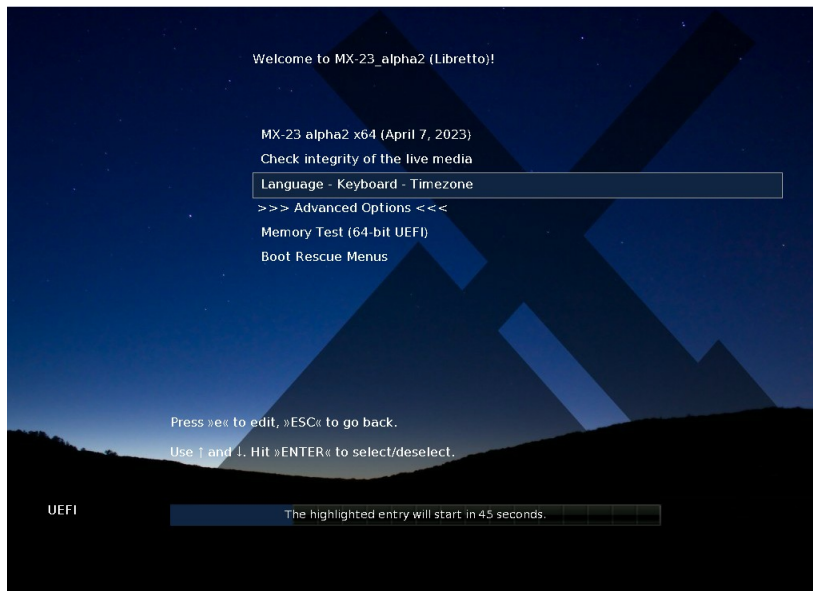 Welcome to MX-23_alpha2 (Libretto)!
MX-23 alpha2 x64 (April 7, 2023)
Check integrity of the live media
Language - Keyboard - Timezone
>>> Advanced Options <<<
Memory Test (64-bit UEFI)
Boot Rescue Menus
Press »e« to edit, »ESC« to go back.
Use ↑ and ↓. Hit »ENTER« to select/deselect.
UEFI
The highlighted entry will start in 45 seconds.